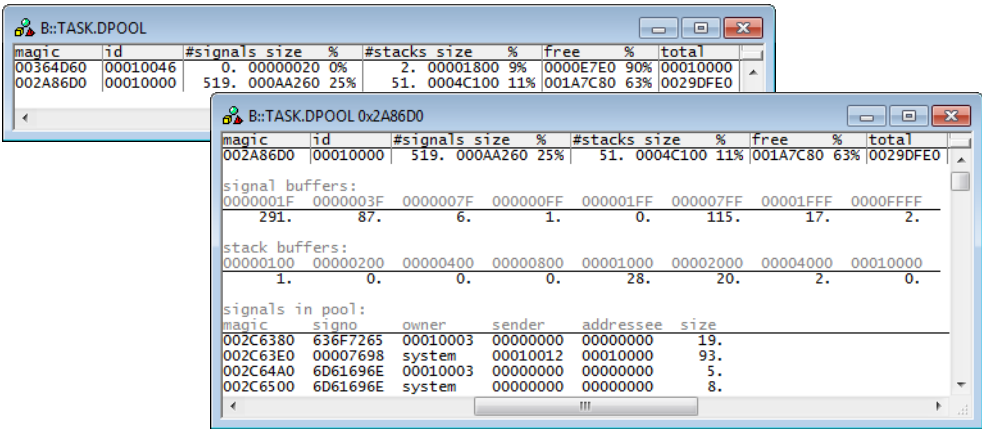 B::TASK.DPOOL
magic id #signals size % #stacks size % free % total
00364D60 00010046 0. 00000020 0% 2. 00001800 9% 0000E7E0 90% 00010000
002A86D0 00010000 519. 000AA260 25% 51. 0004C100 11% 001A7C80 63% 0029DFE0
B::TASK.DPOOL 0x2A86D0
magic id #signals size % #stacks size % free % total
002A86D0 00010000 519. 000AA260 25% 51. 0004C100 11% 001A7C80 63% 0029DFE0
signal buffers:
0000001F 0000003F 0000007F 000000FF 000001FF 000007FF 00001FFF 0000FFFF
291. 87. 6. 1. 0. 115. 17. 2.
stack buffers:
00000100 00000200 00000400 00000800 00001000 00002000 00004000 00010000
1. 0. 0. 0. 28. 20. 2. 0.
signals in pool:
magic signo owner sender addressee size
002C6380 636F7265 00010003 00000000 00000000 19.
002C63E0 00007698 system 00010012 00010000 93.
002C64A0 6D61696E 00010003 00000000 00000000 5.
002C6500 6D61696E system 00000000 00000000 8.